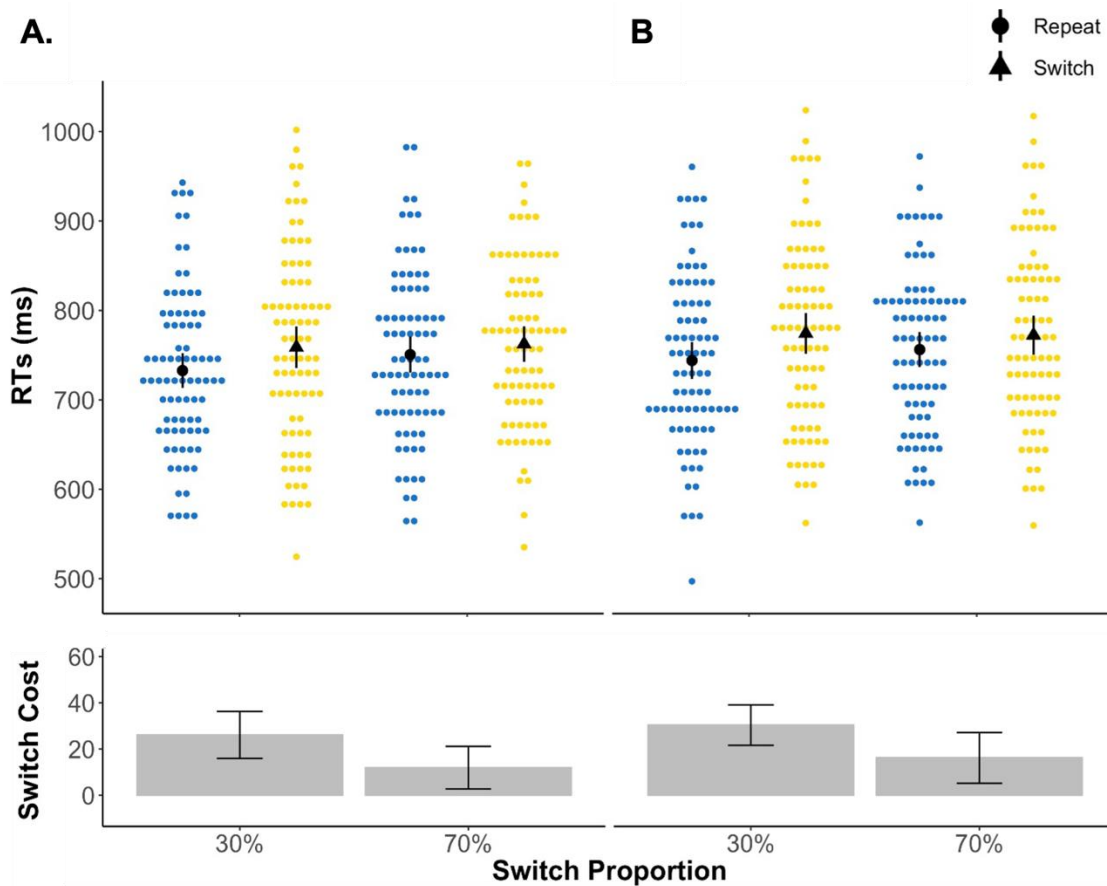 A.
B
Repeat
Switch
RTs (ms)
1000
900
800
700
600
500
Switch Cost
60
40
20
0
30%
70%
30%
70%
Switch Proportion